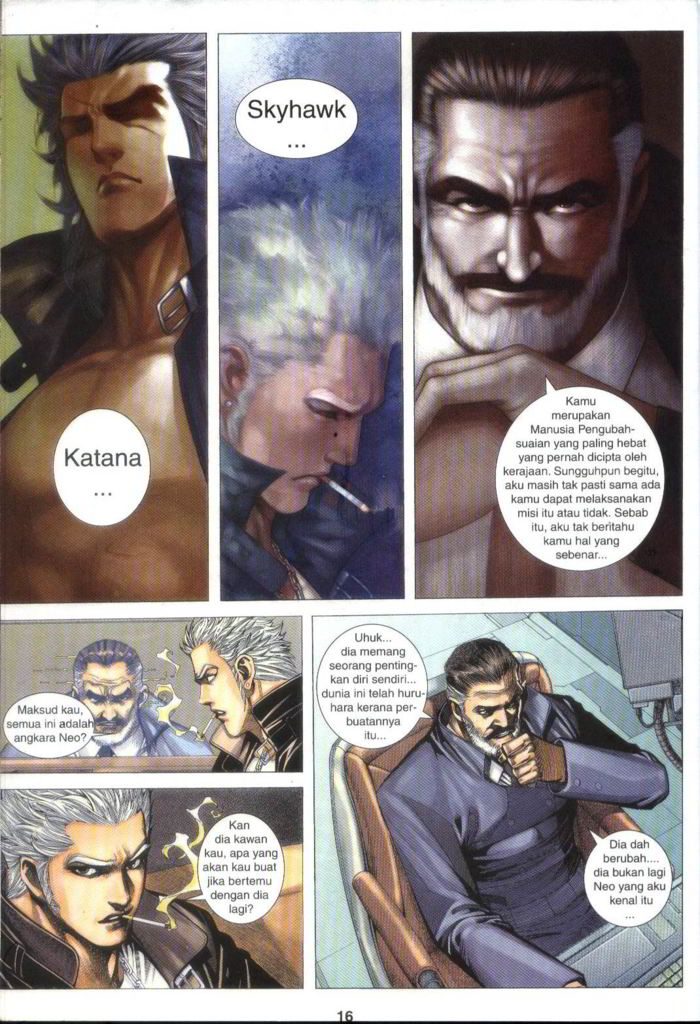 Katana
...
Skyhawk
...
Kamu
merupakan
Manusia Pengubah-
suaian yang paling hebat
yang pernah dicipta oleh
kerajaan. Sungguhpun begitu,
aku masih tak pasti sama ada
kamu dapat melaksanakan
misi itu atau tidak. Sebab
itu, aku tak beritahu
kamu hal yang
sebenar...
Maksud kau,
semua ini adalah
angkara Neo?
Uhuk...
dia memang
seorang penting-
kan diri sendiri...
dunia ini telah huru-
hara kerana per-
buatannya
itu...
Kan
dia kawan
kau, apa yang
akan kau buat
jika bertemu
dengan dia
lagi?
Dia dah
berubah....
dia bukan lagi
Neo yang aku
kenal itu
...
16